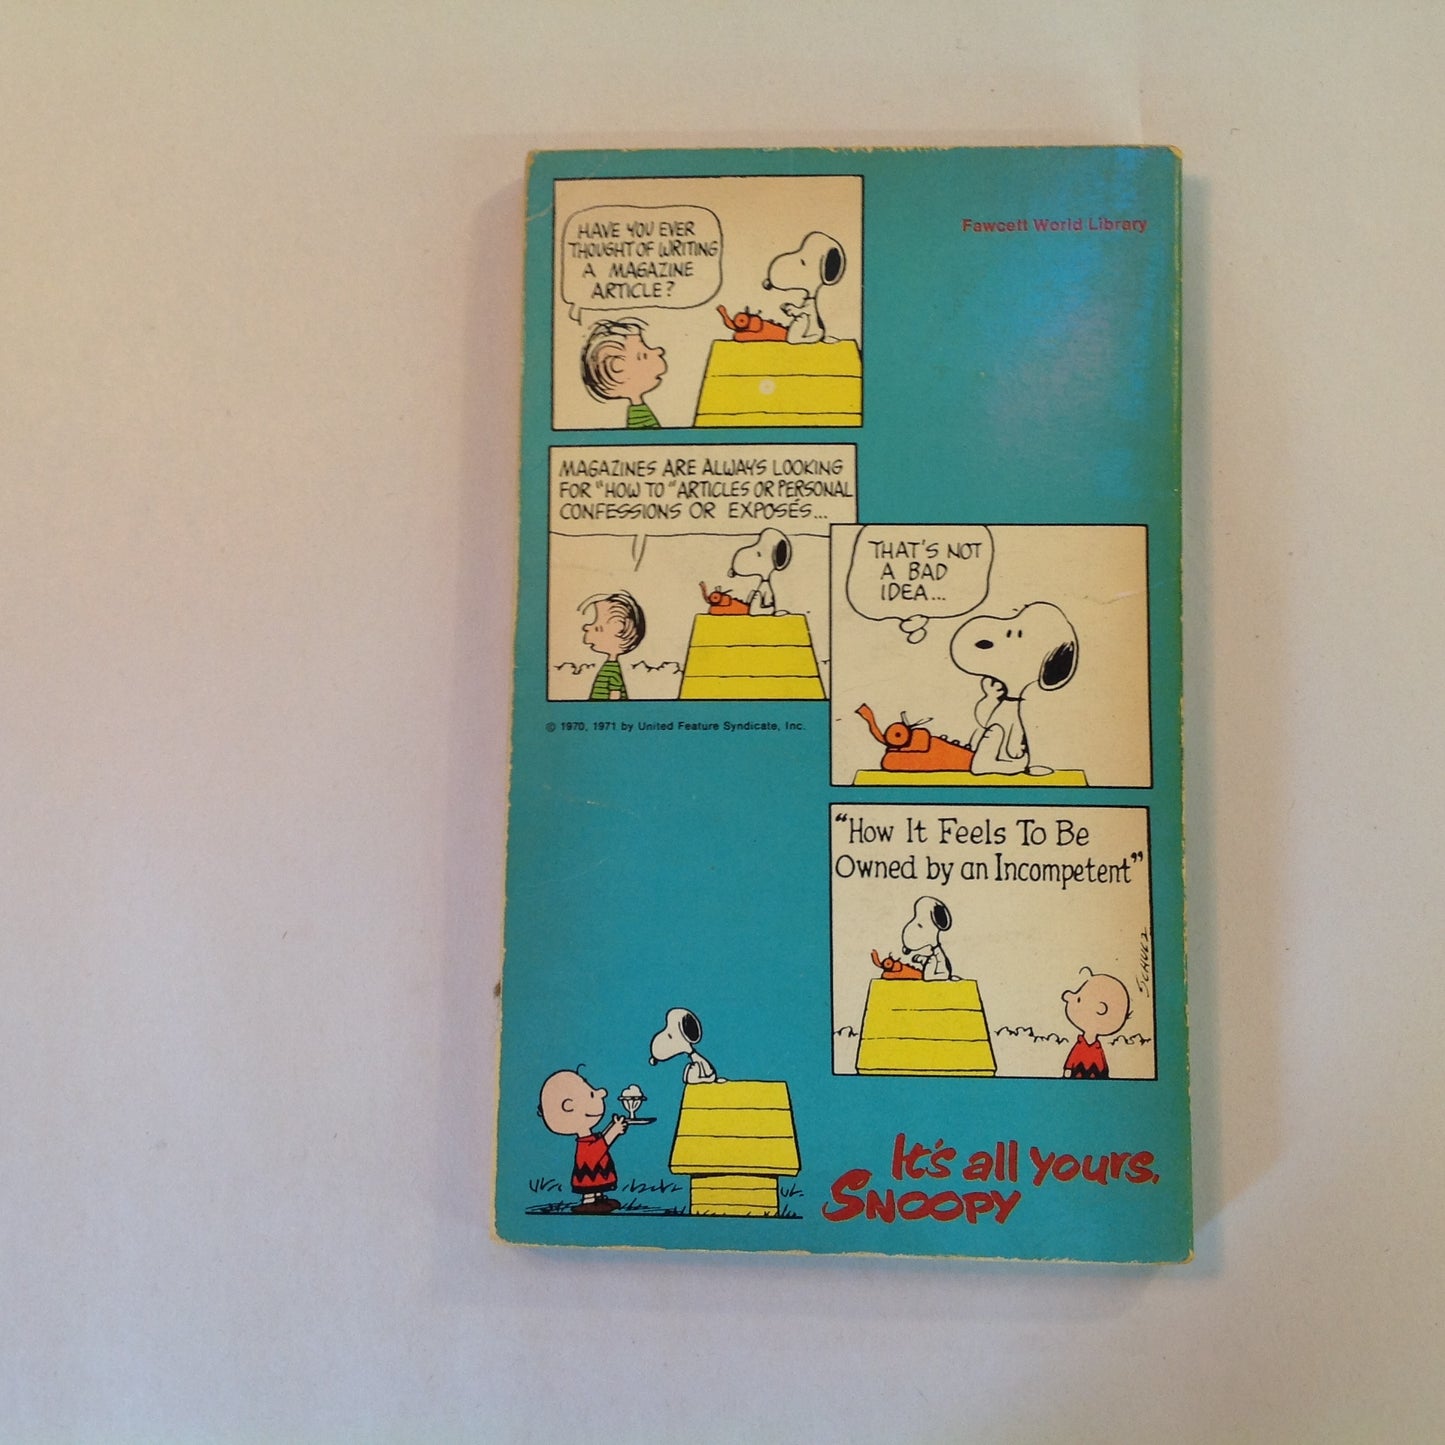 HAVE YOU EVER
THOUGHT OF WRITING
A MAGAZINE
ARTICLE?
Fawcett World Library
MAGAZINES ARE ALWAYS LOOKING
FOR "HOW TO" ARTICLES OR PERSONAL
CONFESSIONS OR EXPOSÉS...
THAT'S NOT
A BAD
IDEA...
© 1970, 1971 by United Feature Syndicate, Inc.
"How It Feels To Be
Owned by an Incompetent"
SCHULZ
It's all yours,
SNOOPY